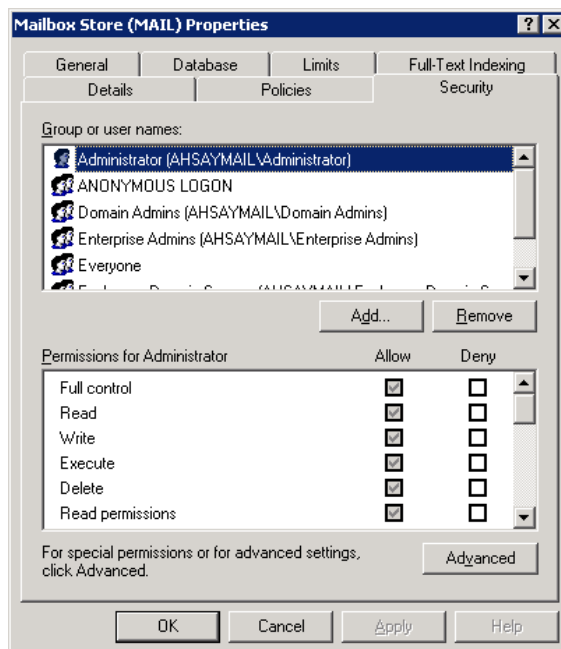 Mailbox Store (MAIL) Properties
General Database Limits Full-Text Indexing
Details Policies Security
Group or user names:
Administrator (AHSAYMAIL\Administrator)
ANONYMOUS LOGON
Domain Admins (AHSAYMAIL\Domain Admins)
Enterprise Admins (AHSAYMAIL\Enterprise Admins)
Everyone
Add... Remove
Permissions for Administrator Allow Deny
Full control
Read
Write
Execute
Delete
Read permissions
For special permissions or for advanced settings,
click Advanced.
Advanced
OK Cancel Apply Help